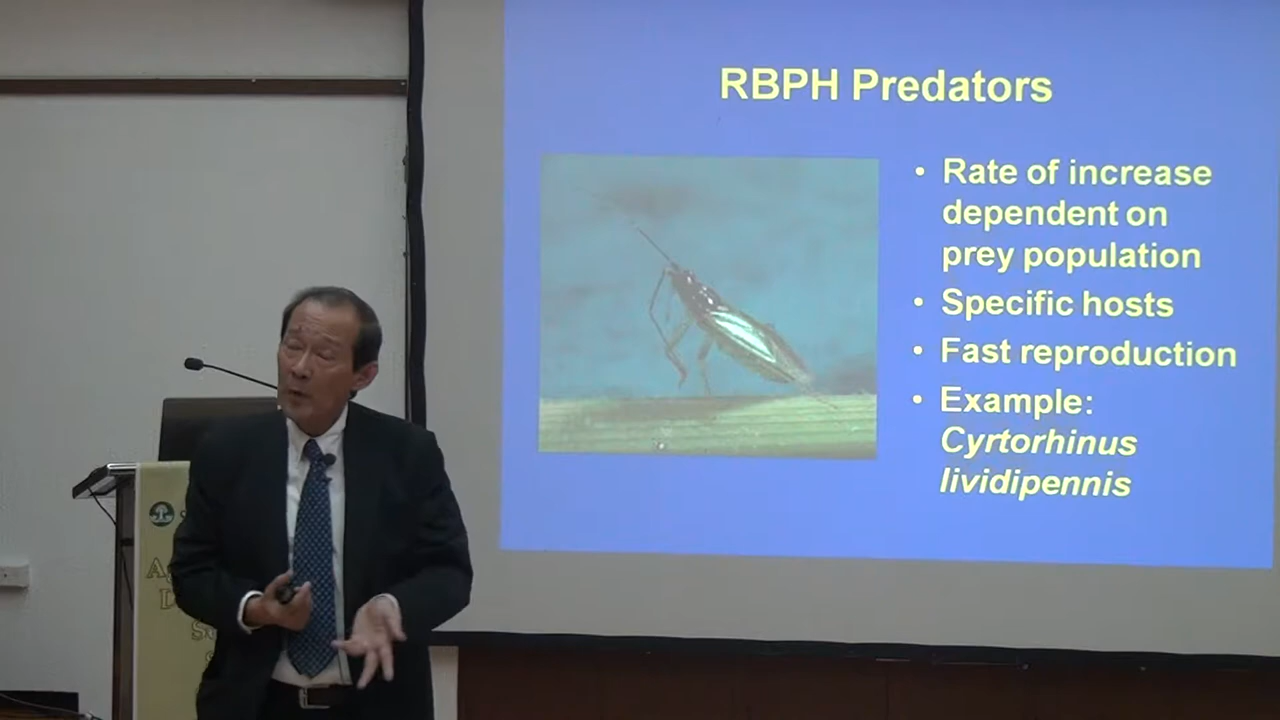 RBPH Predators
• Rate of increase
dependent on
prey population
• Specific hosts
• Fast reproduction
• Example:
Cyrtorhinus
lividipennis